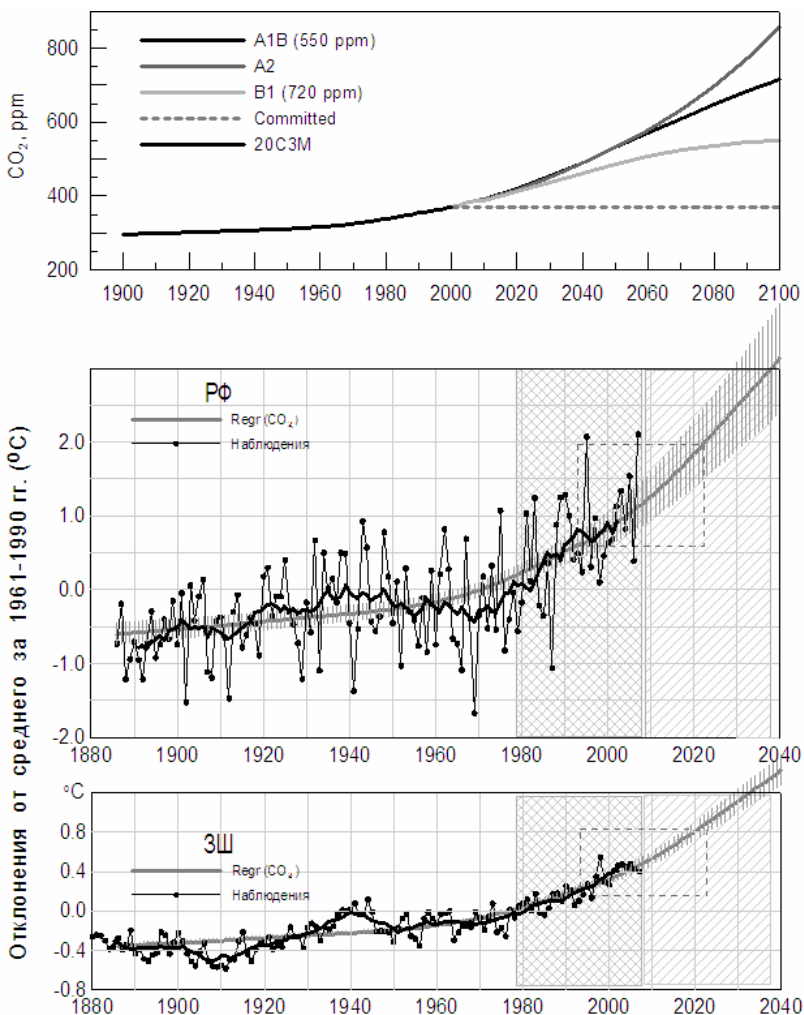 CO₂, ppm
800
600
400
200
A1B (550 ppm)
A2
B1 (720 ppm)
Committed
20C3M
1900 1920 1940 1960 1980 2000 2020 2040 2060 2080 2100
Отклонения от среднего за 1961-1990 гг. (⁰C)
РФ
Regr (CO₂)
Наблюдения
2.0
1.0
0.0
-1.0
-2.0
1880 1900 1920 1940 1960 1980 2000 2020 2040
°C
ЗШ
Regr (CO₂)
Наблюдения
0.8
0.4
0.0
-0.4
-0.8
1880 1900 1920 1940 1960 1980 2000 2020 2040